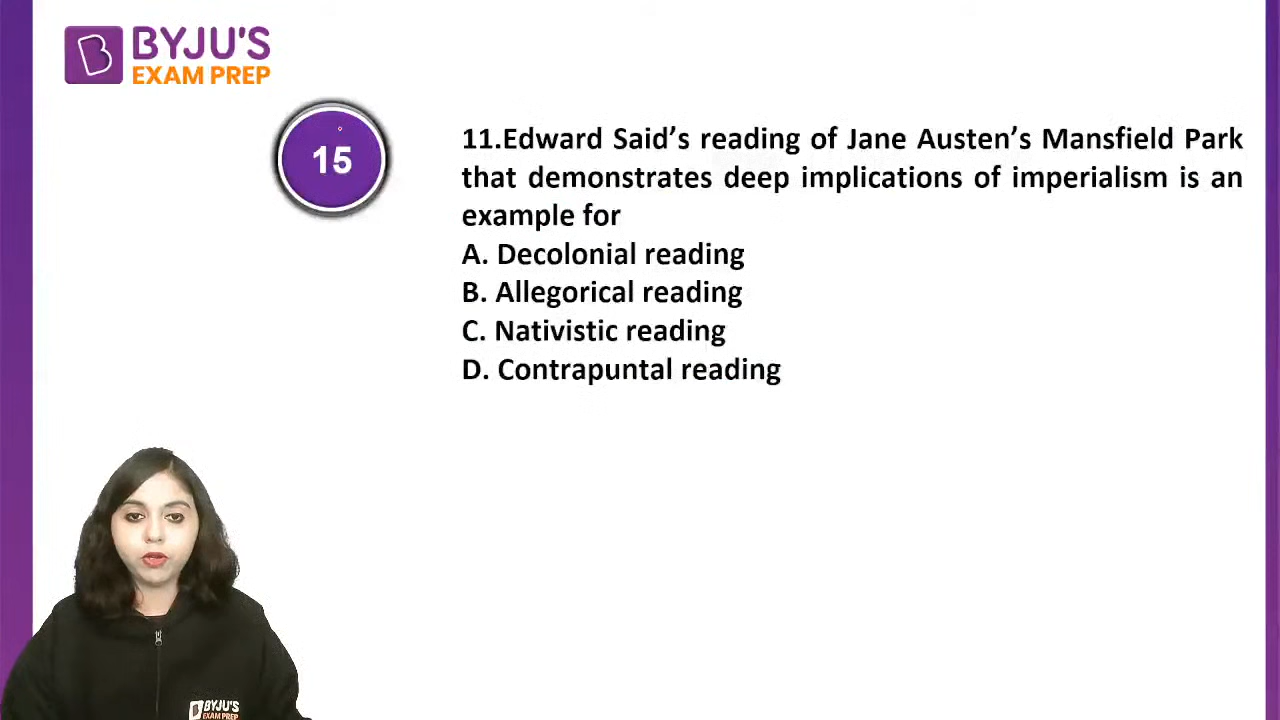 BYJU'S
EXAM PREP
15
11.Edward Said’s reading of Jane Austen’s Mansfield Park
that demonstrates deep implications of imperialism is an
example for
A. Decolonial reading
B. Allegorical reading
C. Nativistic reading
D. Contrapuntal reading
BYJU'S
EXAM PREP